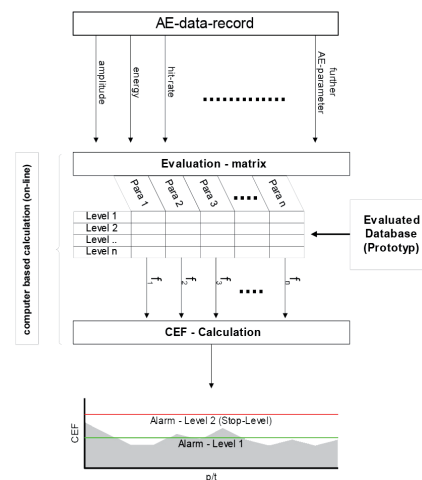 AE-data-record
amplitude
energy
hit-rate
further
AE-parameter
computer based calculation (on-line)
Evaluation - matrix
Para 1
Para 2
Para 3
Para n
Level 1
Level 2
Level ..
Level n
Evaluated
Database
(Prototyp)
f1
f2
f3
fn
CEF - Calculation
CEF
Alarm - Level 2 (Stop-Level)
Alarm - Level 1
p/t